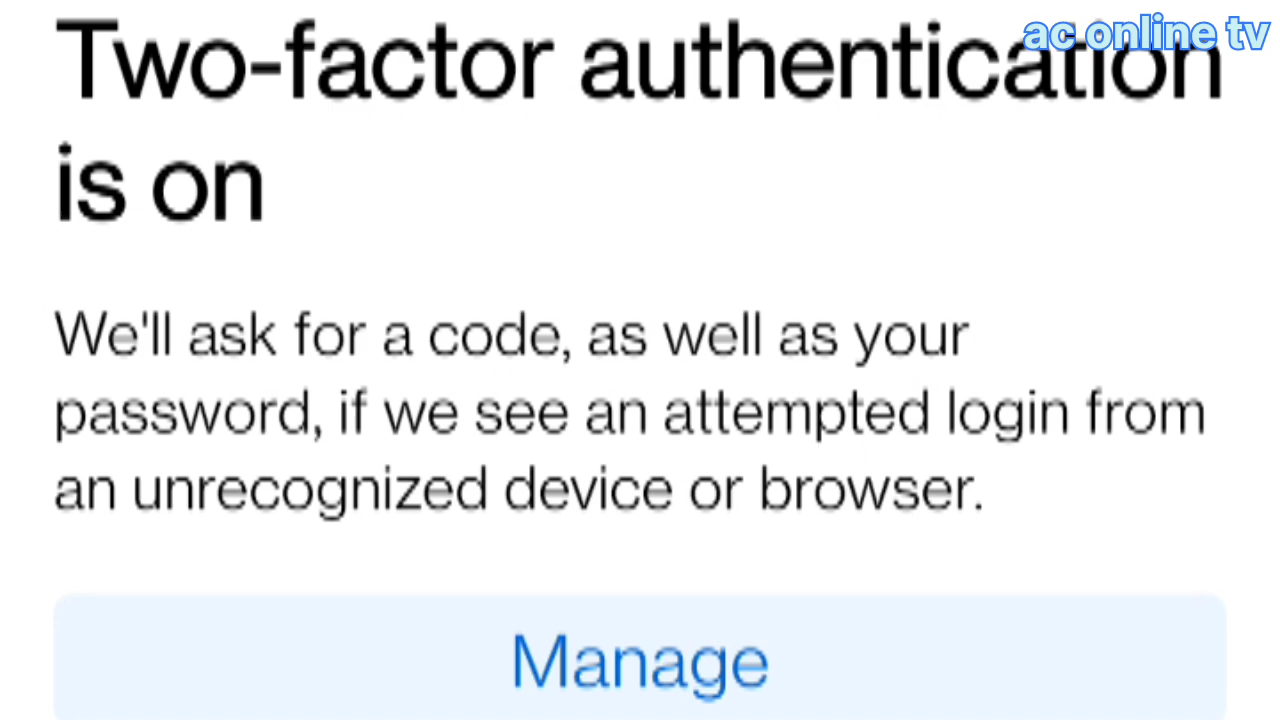 ac online tv
Two-factor authentication
is on
We'll ask for a code, as well as your
password, if we see an attempted login from
an unrecognized device or browser.
Manage